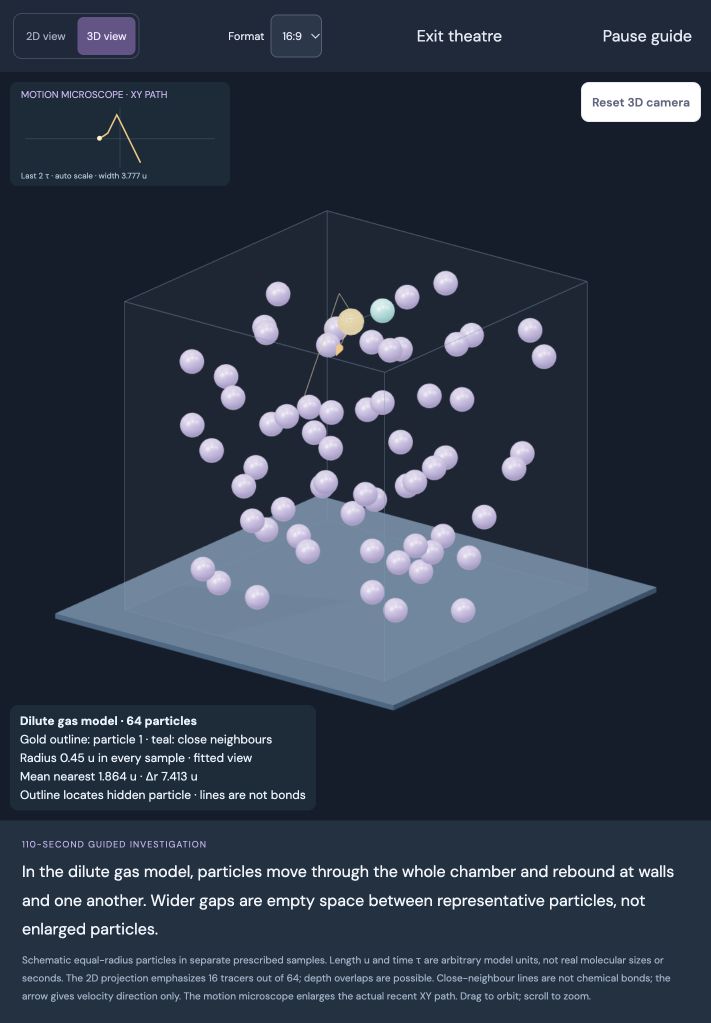 2D view 3D view Format 16:9 Exit theatre Pause guide
MOTION MICROSCOPE · XY PATH
Last 2 τ · auto scale · width 3.777 u
Reset 3D camera
Dilute gas model · 64 particles
Gold outline: particle 1 · teal: close neighbours
Radius 0.45 u in every sample · fitted view
Mean nearest 1.864 u · Δr 7.413 u
Outline locates hidden particle · lines are not bonds
110-SECOND GUIDED INVESTIGATION
In the dilute gas model, particles move through the whole chamber and rebound at walls
and one another. Wider gaps are empty space between representative particles, not
enlarged particles.
Schematic equal-radius particles in separate prescribed samples. Length u and time τ are arbitrary model units, not real molecular sizes or
seconds. The 2D projection emphasizes 16 tracers out of 64; depth overlaps are possible. Close-neighbour lines are not chemical bonds; the
arrow gives velocity direction only. The motion microscope enlarges the actual recent XY path. Drag to orbit; scroll to zoom.